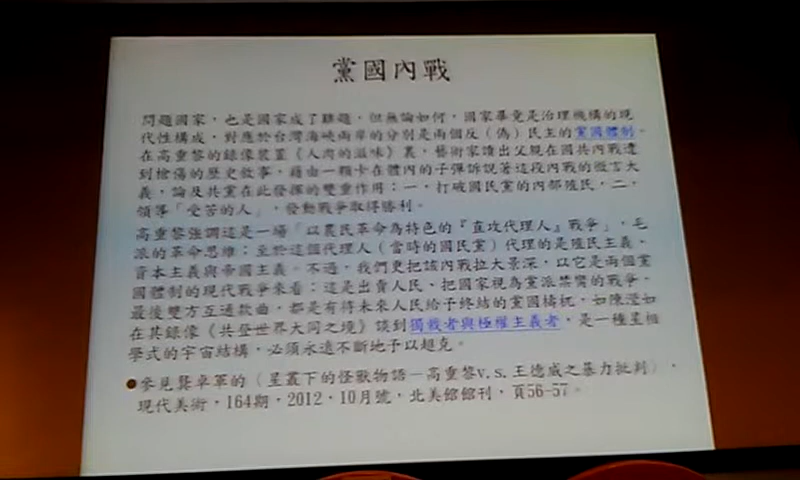 黨國內戰
問題國家，也是國家成了難題，但無論如何，國家畢竟是治理機構的現
代性構成，對應於台灣海峽兩岸的分別是兩個反（偽）民主的黨國體制。
在高重黎的錄像裝置《人肉的滋味》裏，藝術家讀出父親在國共內戰遭
到槍傷的歷史敘事，藉由一顆卡在體內的子彈訴說著這段內戰的微言大
義，論及共黨在此發揮的雙重作用：一，打破國民黨的內部殖民，二，
領導「受苦的人」，發動戰爭取得勝利。
高重黎強調這是一場「以農民革命為特色的『直攻代理人』戰爭」，毛
派的革命思維；至於這個代理人（當時的國民黨）代理的是殖民主義、
資本主義與帝國主義。不過，我們更把該內戰拉大景深，以它是兩個黨
國體制的現代戰爭來看：這是出賣人民、把國家視為黨派禁臠的戰爭。
最後雙方互通款曲，都是有待未來人民給予終結的黨國檮杌，如陳瀅如
在其錄像《共登世界大同之境》談到獨裁者與極權主義者，是一種星相
學式的宇宙結構，必須永遠不斷地予以超克。
參見龔卓軍的〈星叢下的怪獸物語－高重黎v.s.王德威之暴力批判〉，
現代美術，164期，2012，10月號，北美館館刊，頁56-57。